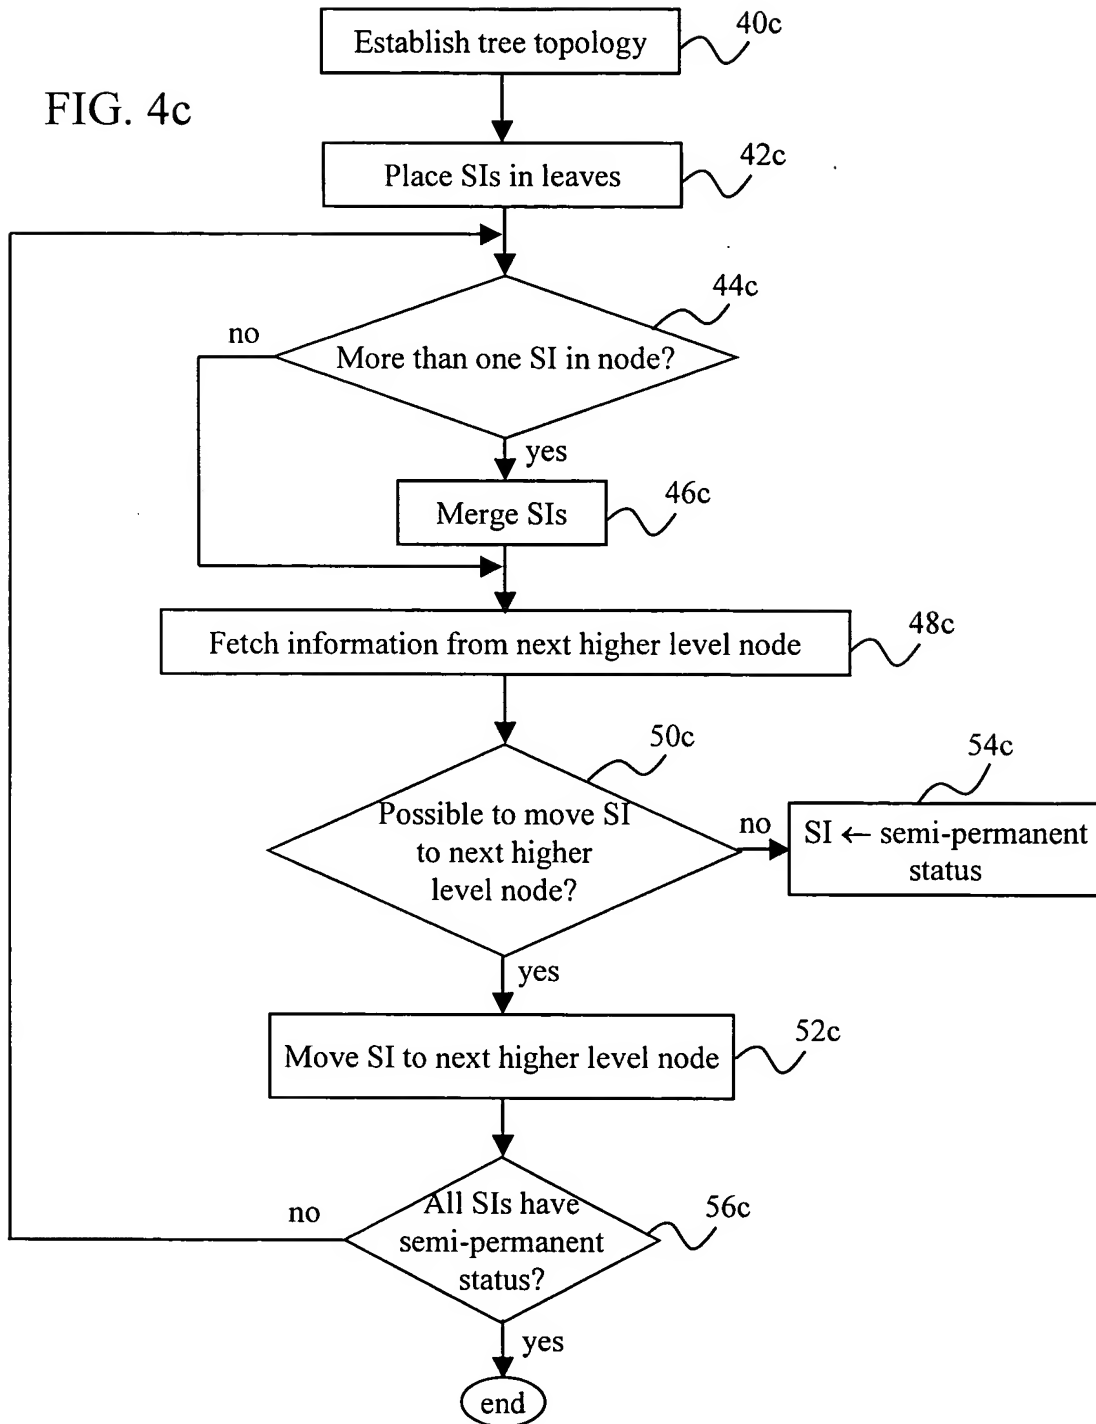 Establish tree topology
40c
FIG. 4c
Place SIs in leaves
42c
44c
no
More than one SI in node?
yes
46c
Merge SIs
Fetch information from next higher level node
48c
50c
54c
Possible to move SI
to next higher
level node?
no
SI ← semi-permanent
status
yes
52c
Move SI to next higher level node
no
All SIs have
semi-permanent
status?
56c
yes
end